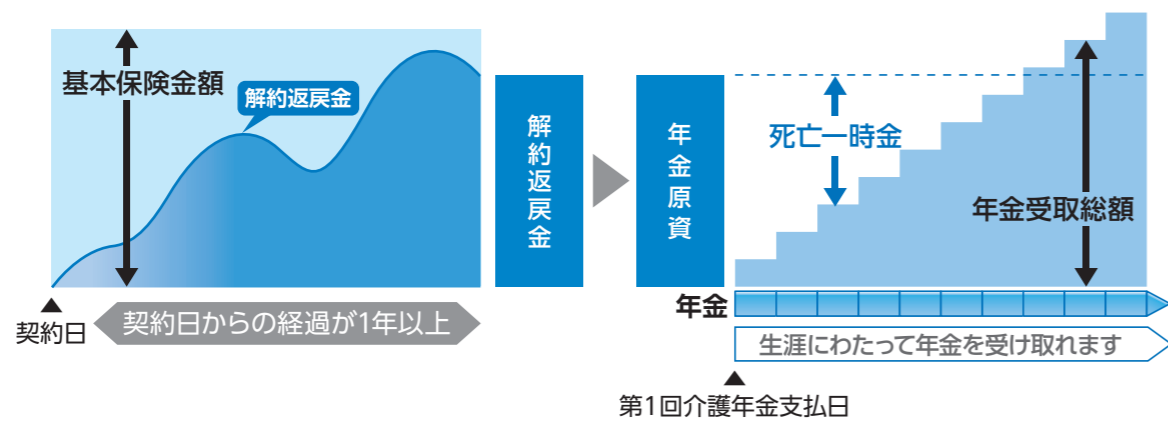 基本保険金額
解約返戻金
契約日
契約日からの経過が1年以上
解約返戻金
年金原資
死亡一時金
年金受取総額
年金
生涯にわたって年金を受け取れます
第1回介護年金支払日